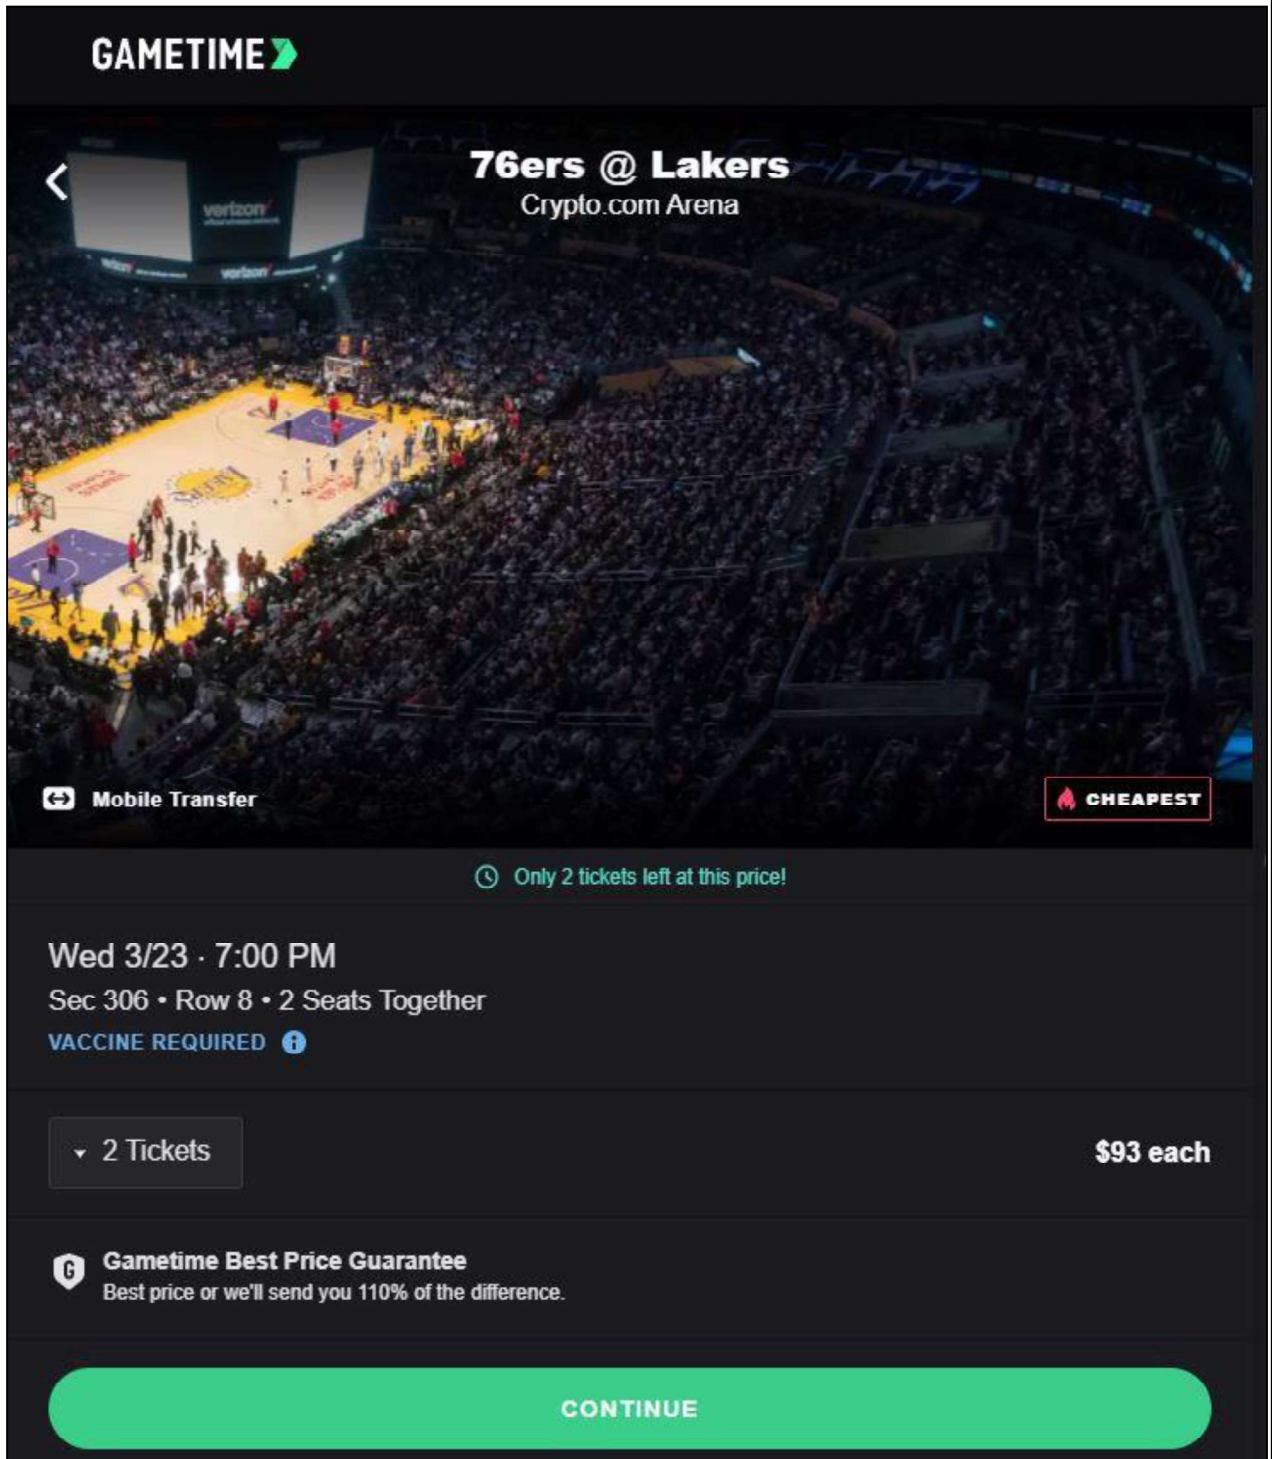 GAMETIME
76ers @ Lakers
Crypto.com Arena
verizon
verizon
Mobile Transfer
CHEAPEST
Only 2 tickets left at this price!
Wed 3/23 · 7:00 PM
Sec 306 • Row 8 • 2 Seats Together
VACCINE REQUIRED
2 Tickets
$93 each
Gametime Best Price Guarantee
Best price or we'll send you 110% of the difference.
CONTINUE